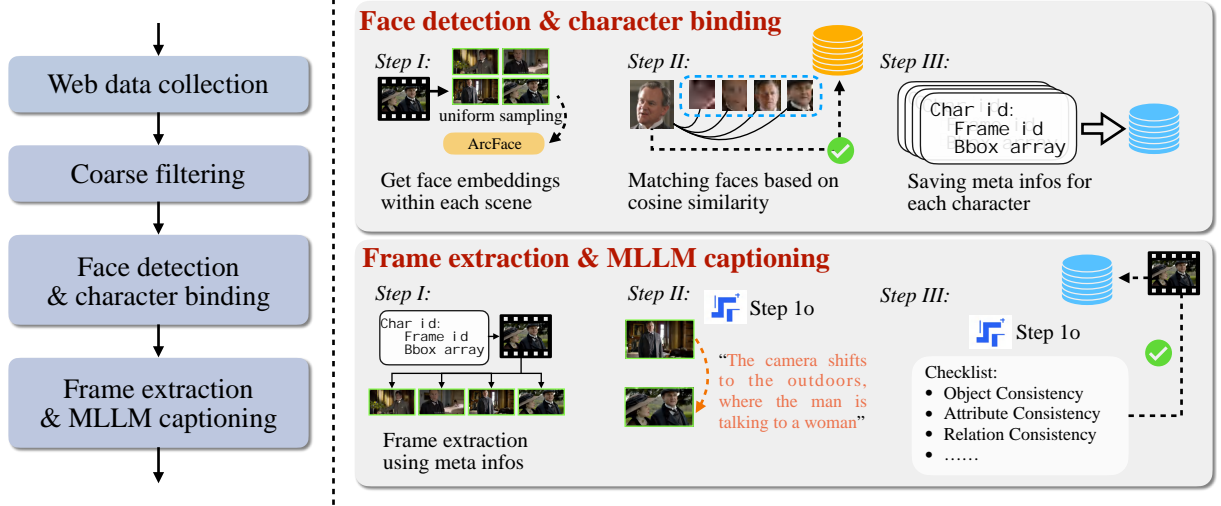 Web data collection
Coarse filtering
Face detection
& character binding
Frame extraction
& MLLM captioning
Face detection & character binding
Step I:
uniform sampling
ArcFace
Get face embeddings
within each scene
Step II:
Matching faces based on
cosine similarity
Step III:
Char id:
Frame id
Bbox array
Saving meta infos for
each character
Frame extraction & MLLM captioning
Step I:
Char id:
Frame id
Bbox array
Frame extraction
using meta infos
Step II:
Step 1o
“The camera shifts
to the outdoors,
where the man is
talking to a woman”
Step III:
Step 1o
Checklist:
• Object Consistency
• Attribute Consistency
• Relation Consistency
• ……